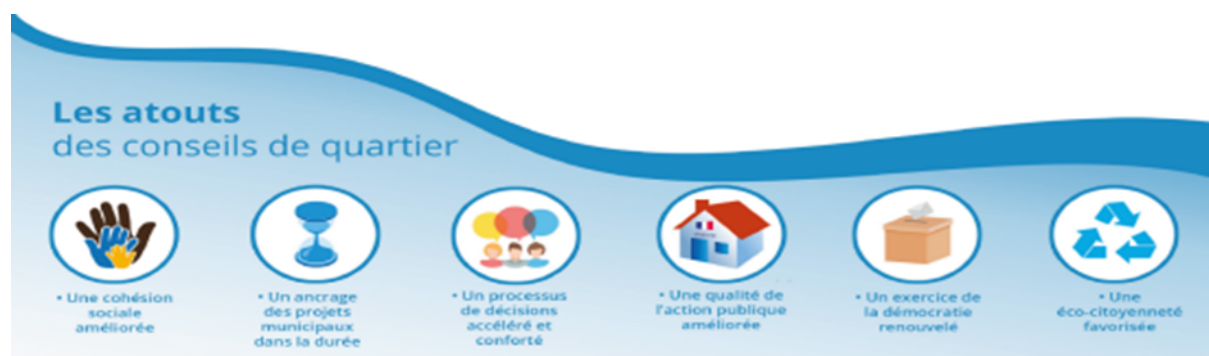 Les atouts
des conseils de quartier
• Une cohésion
sociale
améliorée
• Un ancrage
des projets
municipaux
dans la durée
• Un processus
de décisions
accéléré et
conforté
• Une qualité de
l'action publique
améliorée
• Un exercice de
la démocratie
renouvelé
• Une
éco-citoyenneté
favorisée